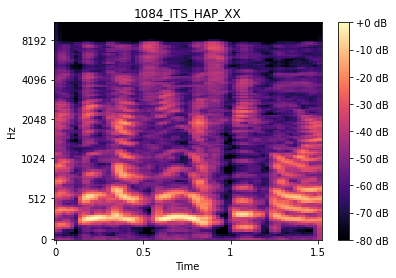 1084_ITS_HAP_XX
8192
4096
2048
1024
512
0
Hz
0
0.5
1
1.5
Time
+0 dB
-10 dB
-20 dB
-30 dB
-40 dB
-50 dB
-60 dB
-70 dB
-80 dB